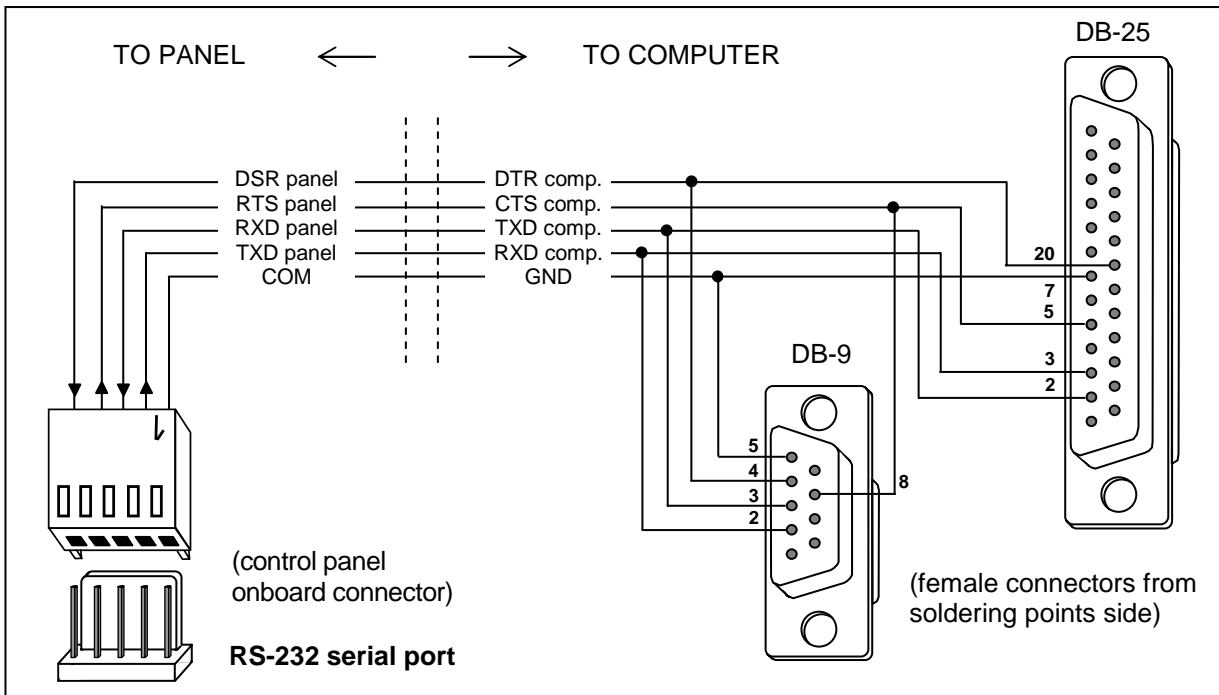 DB-25
TO PANEL
TO COMPUTER
DSR panel
DTR comp.
RTS panel
CTS comp.
RXD panel
TXD comp.
TXD panel
RXD comp.
COM
GND
20
7
5
3
2
DB-9
5
4
3
2
8
(control panel
onboard connector)
RS-232 serial port
(female connectors from
soldering points side)